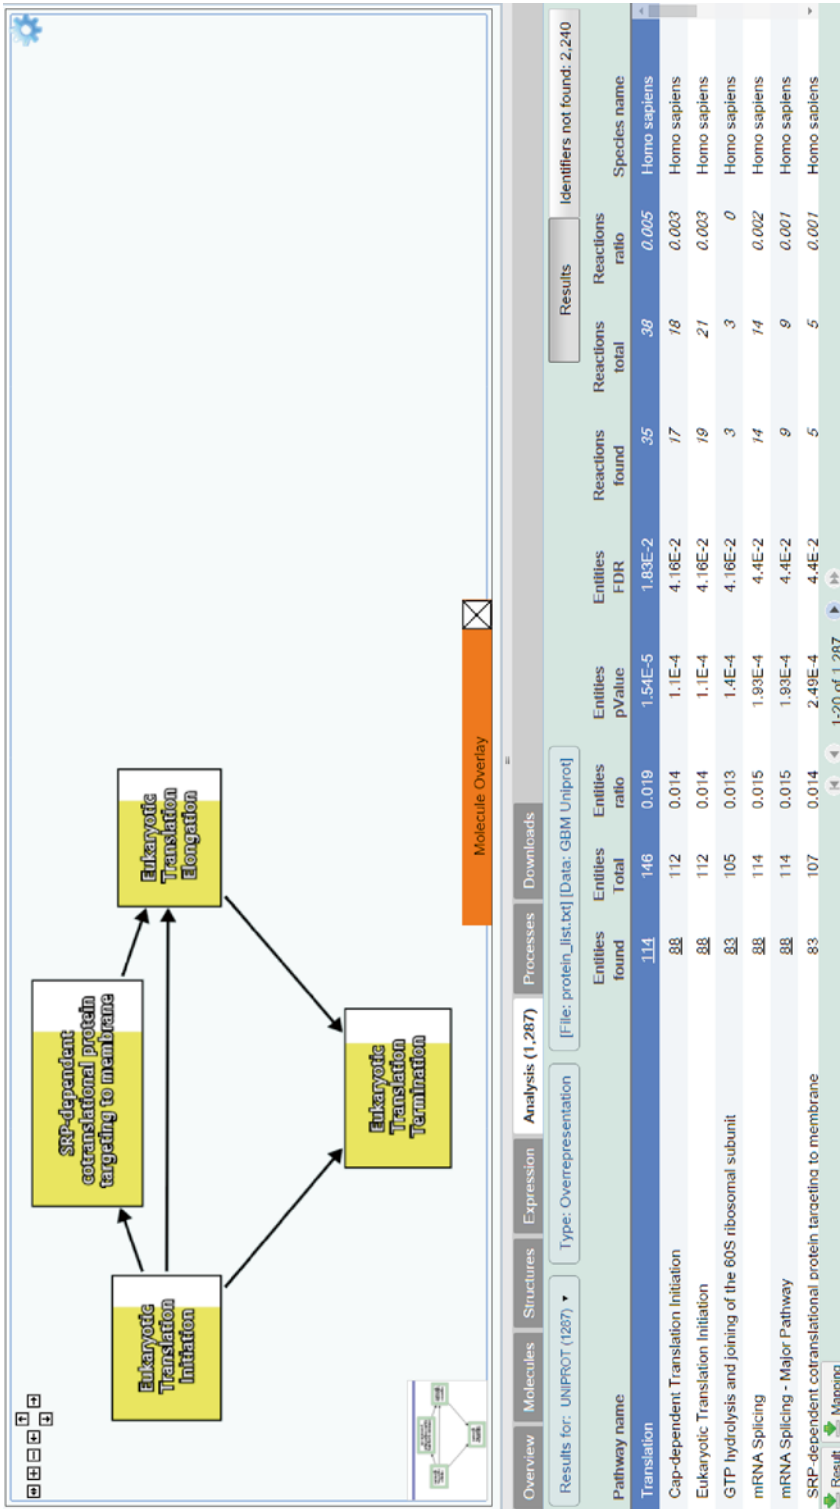 SRP-dependent
cotranslational protein
targeting to membrane
Eukaryotic
Translation
Initiation
Eukaryotic
Translation
Elongation
Eukaryotic
Translation
Termination
Molecule Overlay
Overview Molecules Structures Expression Analysis (1,287) Processes Downloads
Results for: UNIPROT (1287) ▼ Type: Overrepresentation [File: protein_list.txt] [Data: GBM Uniprot] Results Identifiers not found: 2,240
Pathway name Entities found Entities Total Entities ratio Entities pValue Entities FDR Reactions found Reactions total Reactions ratio Species name
Translation 114 146 0.019 1.54E-5 1.83E-2 35 38 0.005 Homo sapiens
Cap-dependent Translation Initiation 88 112 0.014 1.1E-4 4.16E-2 17 18 0.003 Homo sapiens
Eukaryotic Translation Initiation 88 112 0.014 1.1E-4 4.16E-2 19 21 0.003 Homo sapiens
GTP hydrolysis and joining of the 60S ribosomal subunit 83 105 0.013 1.4E-4 4.16E-2 3 3 0 Homo sapiens
mRNA Splicing 88 114 0.015 1.93E-4 4.4E-2 14 14 0.002 Homo sapiens
mRNA Splicing - Major Pathway 88 114 0.015 1.93E-4 4.4E-2 9 9 0.001 Homo sapiens
SRP-dependent cotranslational protein targeting to membrane 83 107 0.014 2.49E-4 4.4E-2 5 5 0.001 Homo sapiens
Result Mapping 1-20 of 1,287